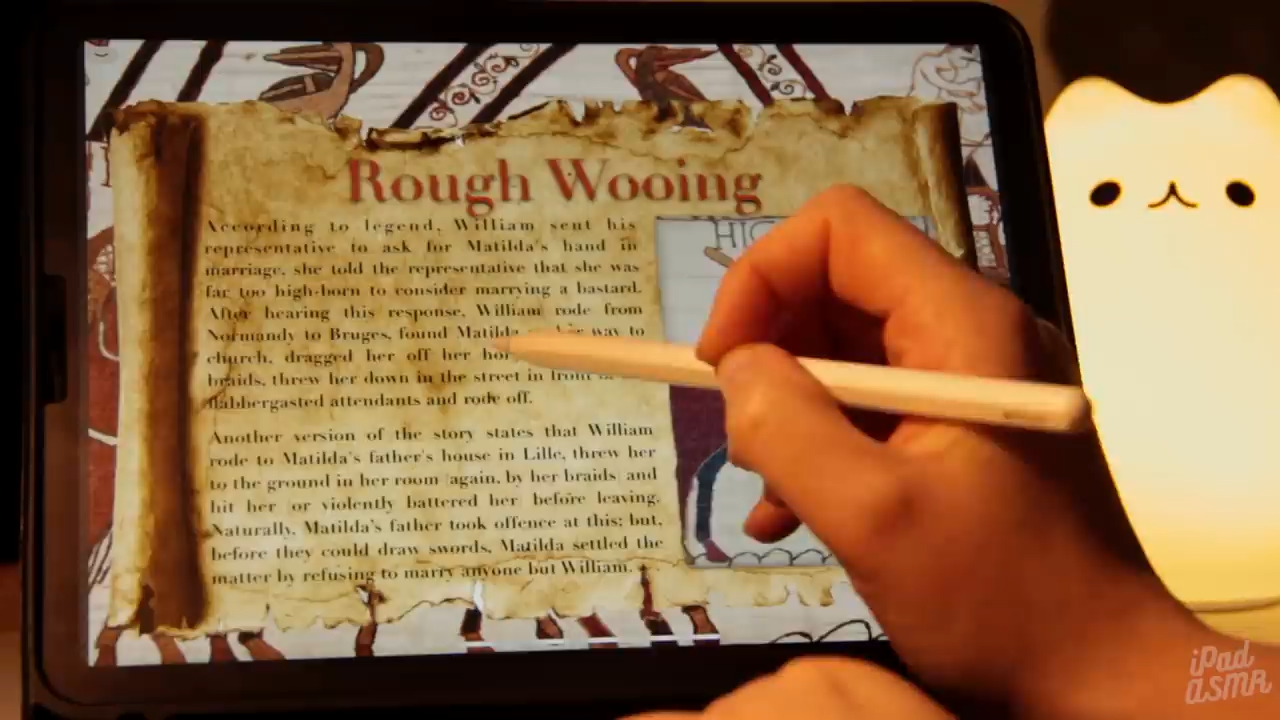 Rough Wooing
According to legend, William sent his
representative to ask for Matilda's hand in
marriage, she told the representative that she was
far too high-born to consider marrying a bastard.
After hearing this response, William rode from
Normandy to Bruges, found Matilda way to
church, dragged her off her
braids, threw her down in the street in
flabbergasted attendants and rode off.
Another version of the story states that William
rode to Matilda's father's house in Lille, threw her
to the ground in her room (again, by her braids) and
hit her (or violently battered her) before leaving.
Naturally, Matilda's father took offence at this; but,
before they could draw swords, Matilda settled the
matter by refusing to marry anyone but William.
HIC
iPad
ASMR